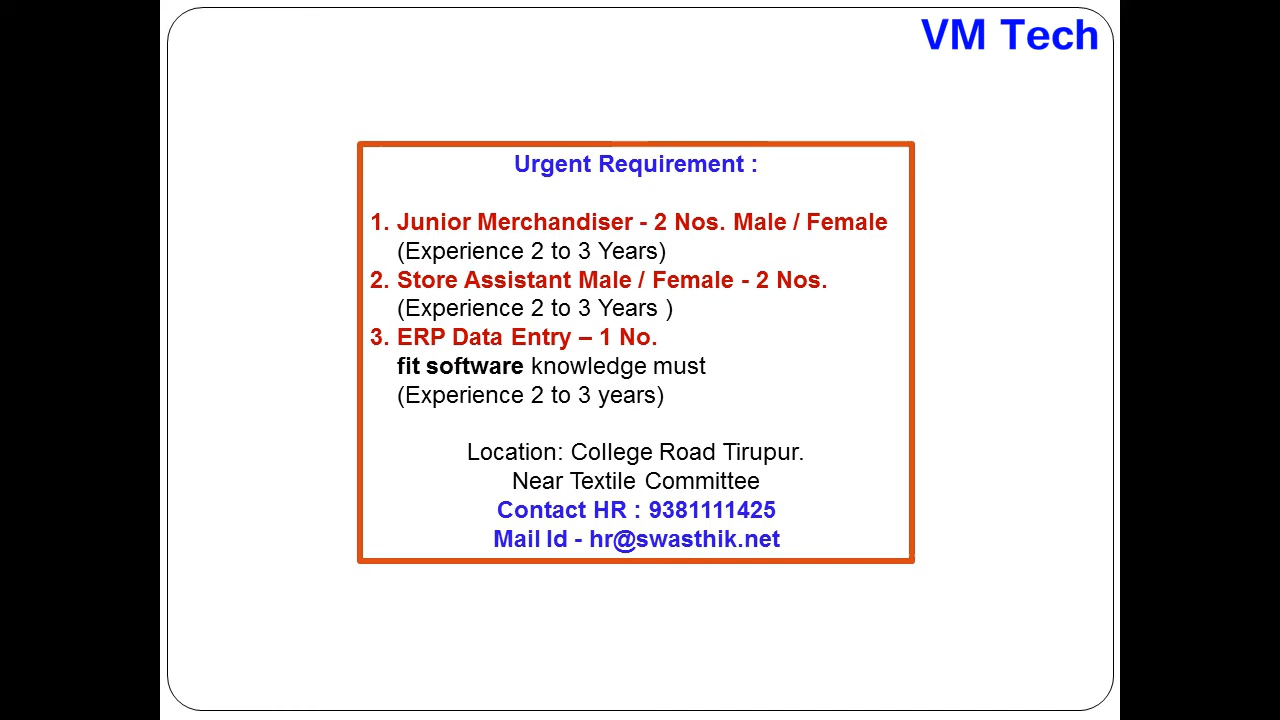 VM Tech
Urgent Requirement :
1. Junior Merchandiser - 2 Nos. Male / Female
(Experience 2 to 3 Years)
2. Store Assistant Male / Female - 2 Nos.
(Experience 2 to 3 Years )
3. ERP Data Entry – 1 No.
fit software knowledge must
(Experience 2 to 3 years)
Location: College Road Tirupur.
Near Textile Committee
Contact HR : 9381111425
Mail Id - hr@swasthik.net